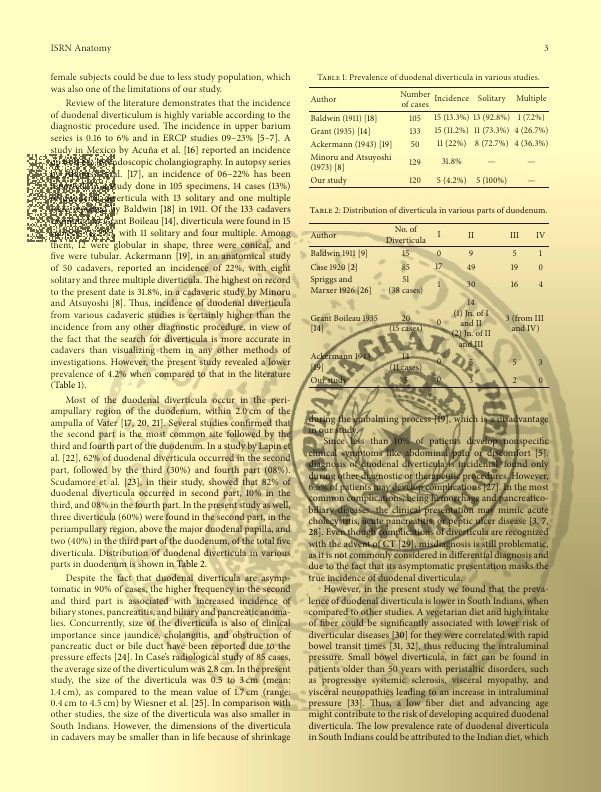 ISRN Anatomy
3
female subjects could be due to less study population, which
was also one of the limitations of our study.
Review of the literature demonstrates that the incidence
of duodenal diverticulum is highly variable according to the
diagnostic procedure used. The incidence in upper barium
series is 0.16 to 6% and in ERCP studies 09–23% [5–7]. A
study in Mexico by Acuña et al. [16] reported an incidence
doscopic cholangiography. In autopsy series
al. [17], an incidence of 06–22% has been
study done in 105 specimens, 14 cases (13%)
verticula with 13 solitary and one multiple
by Baldwin [18] in 1911. Of the 133 cadavers
Grant Boileau [14], diverticula were found in 15
with 11 solitary and four multiple. Among
them, 12 were globular in shape, three were conical, and
five were tubular. Ackermann [19], in an anatomical study
of 50 cadavers, reported an incidence of 22%, with eight
solitary and three multiple diverticula. The highest on record
to the present date is 31.8%, in a cadaveric study by Minoru
and Atsuyoshi [8]. Thus, incidence of duodenal diverticula
from various cadaveric studies is certainly higher than the
incidence from any other diagnostic procedure, in view of
the fact that the search for diverticula is more accurate in
cadavers than visualizing them in any other methods of
investigations. However, the present study revealed a lower
prevalence of 4.2% when compared to that in the literature
(Table 1).
Most of the duodenal diverticula occur in the peri-
ampullary region of the duodenum, within 2.0 cm of the
ampulla of Vater [17, 20, 21]. Several studies confirmed that
the second part is the most common site followed by the
third and fourth part of the duodenum. In a study by Lapin et
al. [22], 62% of duodenal diverticula occurred in the second
part, followed by the third (30%) and fourth part (08%).
Scudamore et al. [23], in their study, showed that 82% of
duodenal diverticula occurred in second part, 10% in the
third, and 08% in the fourth part. In the present study as well,
three diverticula (60%) were found in the second part, in the
periampullary region above the major duodenal papilla, and
two (40%) in the third part of the duodenum, of the total five
diverticula. Distribution of duodenal diverticula in various
parts in duodenum is shown in Table 2.
Despite the fact that duodenal diverticula are asymp-
tomatic in 90% of cases, the higher frequency in the second
and third part is associated with increased incidence of
biliary stones, pancreatitis, and biliary and pancreatic anoma-
lies. Concurrently, size of the diverticula is also of clinical
importance since jaundice, cholangitis, and obstruction of
pancreatic duct or bile duct have been reported due to the
pressure effects [24]. In Case's radiological study of 85 cases,
the average size of the diverticulum was 2.8 cm. In the present
study, the size of the diverticula was 0.5 to 3 cm (mean:
1.4 cm), as compared to the mean value of 1.7 cm (range:
0.4 cm to 4.5 cm) by Wiesner et al. [25]. In comparison with
other studies, the size of the diverticula was also smaller in
South Indians. However, the dimensions of the diverticula
in cadavers may be smaller than in life because of shrinkage
Table 1: Prevalence of duodenal diverticula in various studies.
Author Number of cases Incidence Solitary Multiple
Baldwin (1911) [18] 105 15 (13.3%) 13 (92.8%) 1 (7.2%)
Grant (1935) [14] 133 15 (11.2%) 11 (73.3%) 4 (26.7%)
Ackermann (1943) [19] 50 11 (22%) 8 (72.7%) 4 (36.3%)
Minoru and Atsuyoshi (1973) [8] 129 31.8% — —
Our study 120 5 (4.2%) 5 (100%) —
Table 2: Distribution of diverticula in various parts of duodenum.
Author No. of Diverticula I II III IV
Baldwin 1911 [9] 15 0 9 5 1
Case 1920 [2] 85 17 49 19 0
Spriggs and Marxer 1926 [26] 51 (38 cases) 1 30 16 4
Grant Boileau 1935 [14] 20 (15 cases) 0 14 (1) Jn. of I and II (2) Jn. of II and III 3 (from III and IV)
Ackermann 1943 [19] 14 (11 cases) 0 5 3
Our study 0 3 2 0
during the embalming process [19], which is a disadvantage
in our study.
Since less than 10% of patients develop nonspecific
clinical symptoms like abdominal pain or discomfort [5],
diagnosis of duodenal diverticula is incidental found only
during other diagnostic or therapeutic procedures. However,
6.5% of patients may develop complications [27]. In the most
common complications, being hemorrhage and pancreatico-
biliary diseases, the clinical presentation may mimic acute
cholecystitis, acute pancreatitis, or peptic ulcer disease [3, 7,
28]. Even though complications of diverticula are recognized
with the advent of CT [29], misdiagnosis is still problematic,
as it is not commonly considered in differential diagnosis and
due to the fact that its asymptomatic presentation masks the
true incidence of duodenal diverticula.
However, in the present study we found that the preva-
lence of duodenal diverticula is lower in South Indians, when
compared to other studies. A vegetarian diet and high intake
of fiber could be significantly associated with lower risk of
diverticular diseases [30] for they were correlated with rapid
bowel transit times [31, 32], thus reducing the intraluminal
pressure. Small bowel diverticula, in fact can be found in
patients older than 50 years with peristaltic disorders, such
as progressive systemic sclerosis, visceral myopathy, and
visceral neuropathies leading to an increase in intraluminal
pressure [33]. Thus, a low fiber diet and advancing age
might contribute to the risk of developing acquired duodenal
diverticula. The low prevalence rate of duodenal diverticula
in South Indians could be attributed to the Indian diet, which